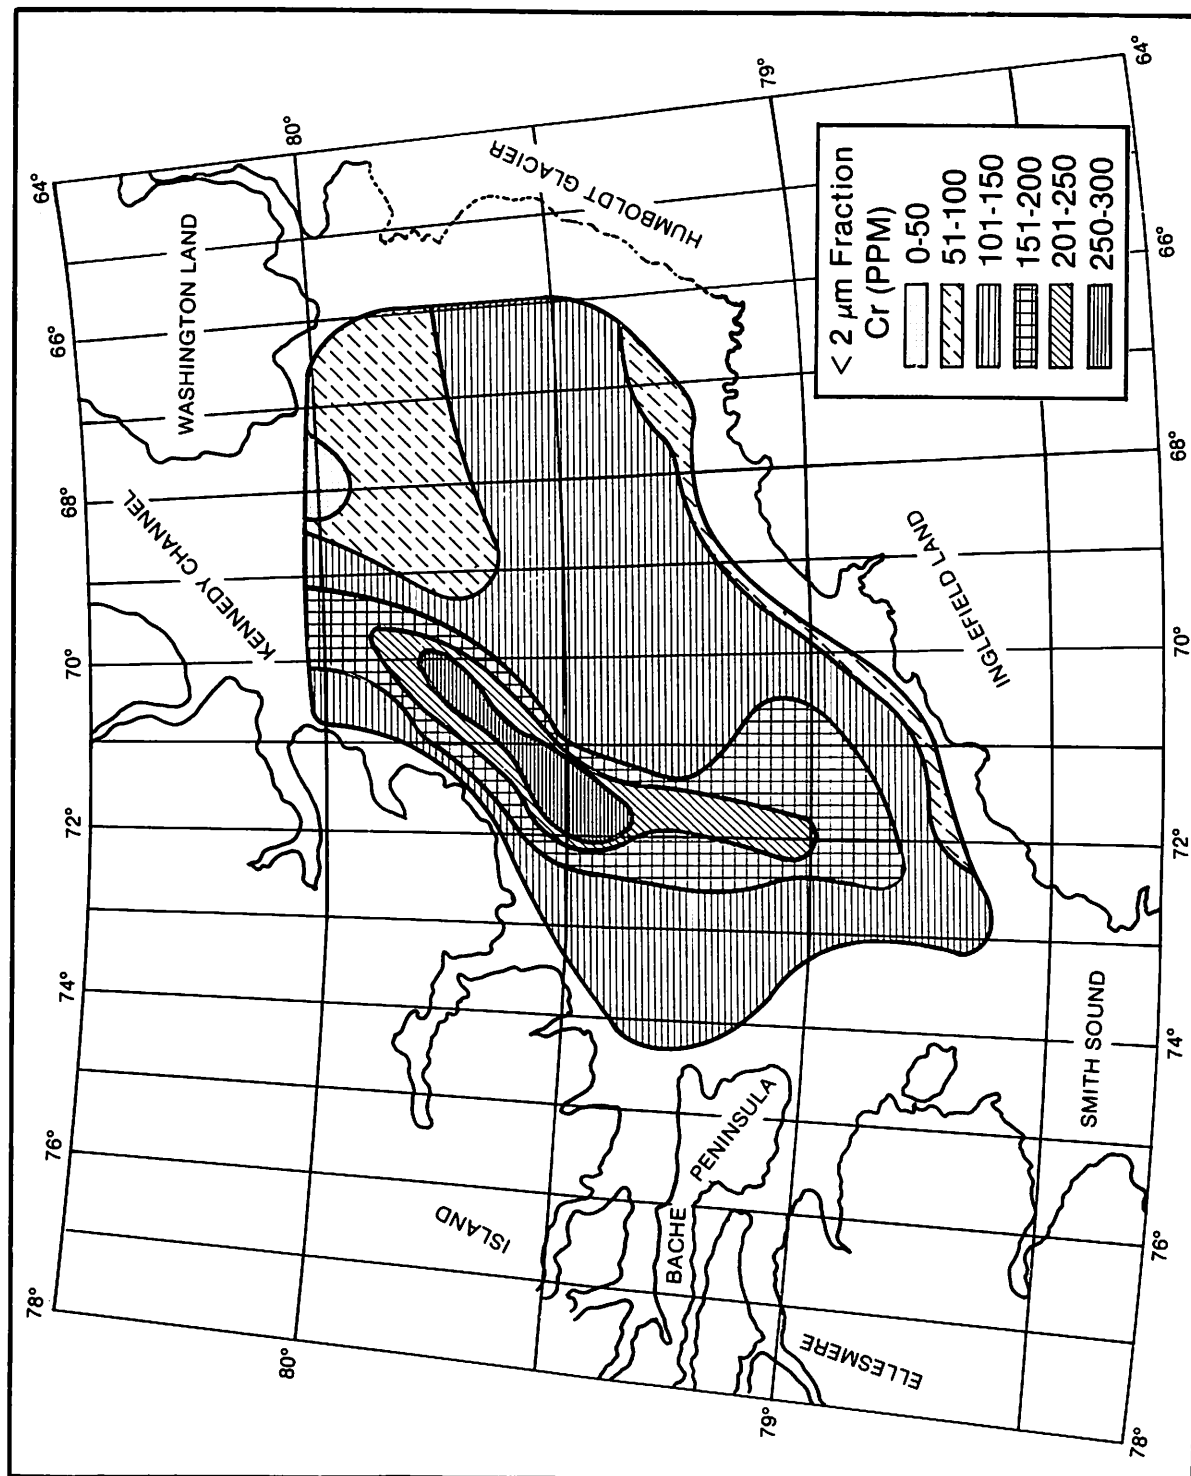 64°
66°
68°
70°
72°
74°
76°
78°
80°
80°
79°
79°
64°
66°
68°
70°
72°
74°
76°
78°
WASHINGTON LAND
KENNEDY CHANNEL
HUMBOLDT GLACIER
INGLEFIELD LAND
SMITH SOUND
BACHE
PENINSULA
ELLESMERE
ISLAND
< 2 μm Fraction
Cr (PPM)
0-50
51-100
101-150
151-200
201-250
250-300